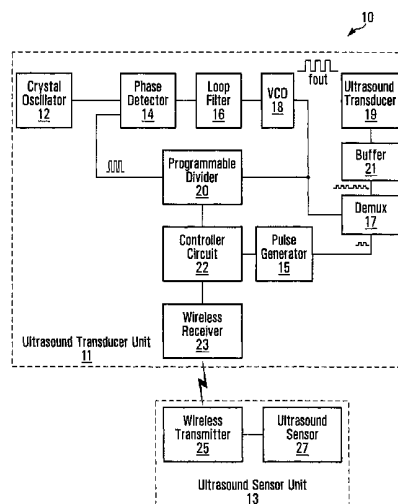 10
Crystal
Oscillator
12
Phase
Detector
14
Loop
Filter
16
VCO
18
fout
Ultrasound
Transducer
19
Buffer
21
Programmable
Divider
20
Demux
17
Controller
Circuit
22
Pulse
Generator
15
Wireless
Receiver
23
Ultrasound Transducer Unit
11
Wireless
Transmitter
25
Ultrasound
Sensor
27
Ultrasound Sensor Unit
13